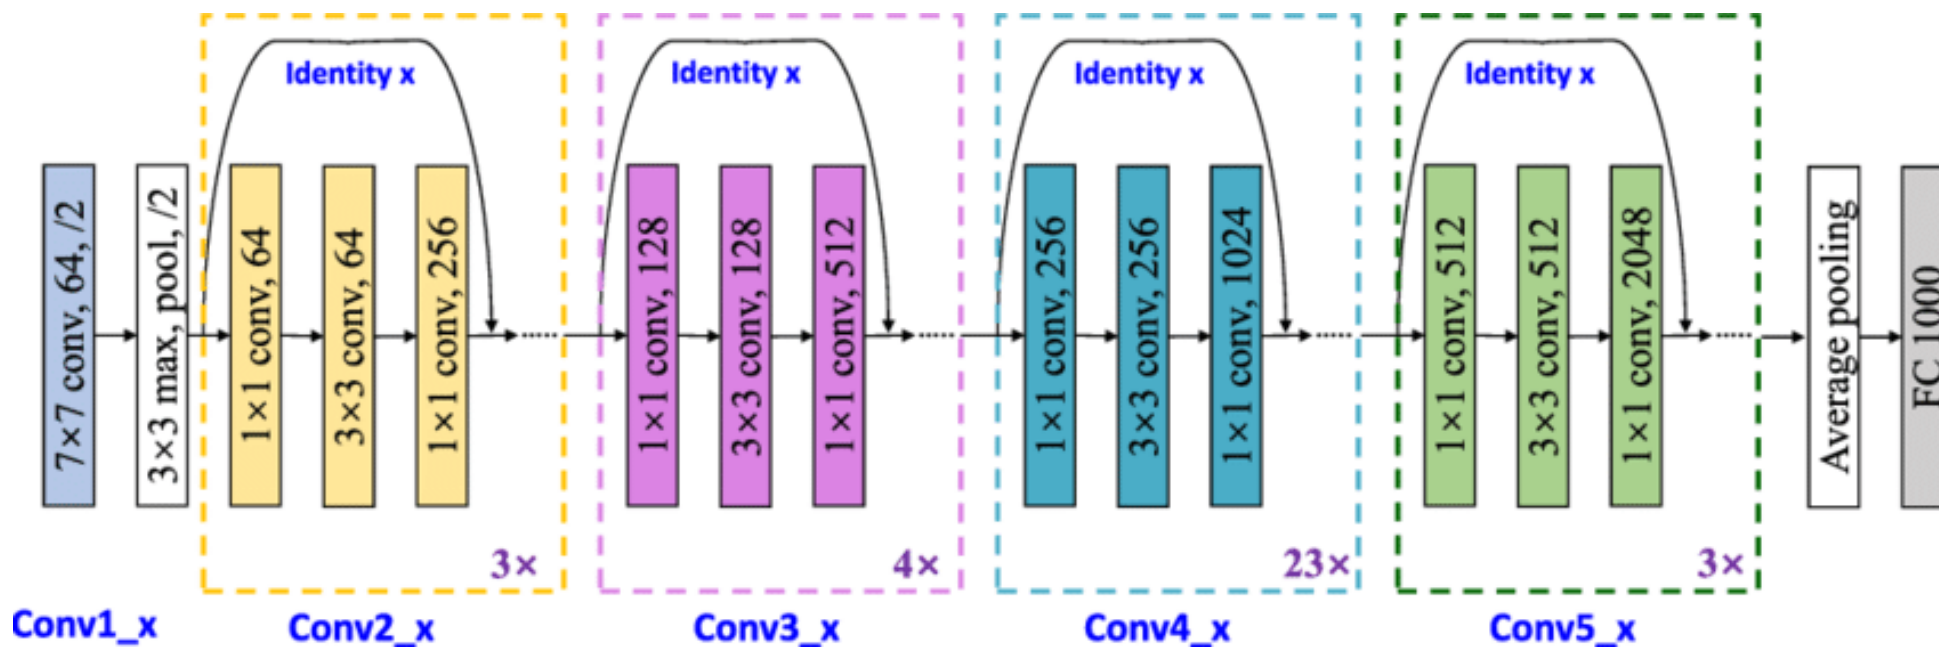 Identity x
Identity x
Identity x
Identity x
7×7 conv, 64, /2
3×3 max, pool, /2
1×1 conv, 64
3×3 conv, 64
1×1 conv, 256
1×1 conv, 128
3×3 conv, 128
1×1 conv, 512
1×1 conv, 256
3×3 conv, 256
1×1 conv, 1024
1×1 conv, 512
3×3 conv, 512
1×1 conv, 2048
Average pooling
FC 1000
3×
4×
23×
3×
Conv1_x
Conv2_x
Conv3_x
Conv4_x
Conv5_x